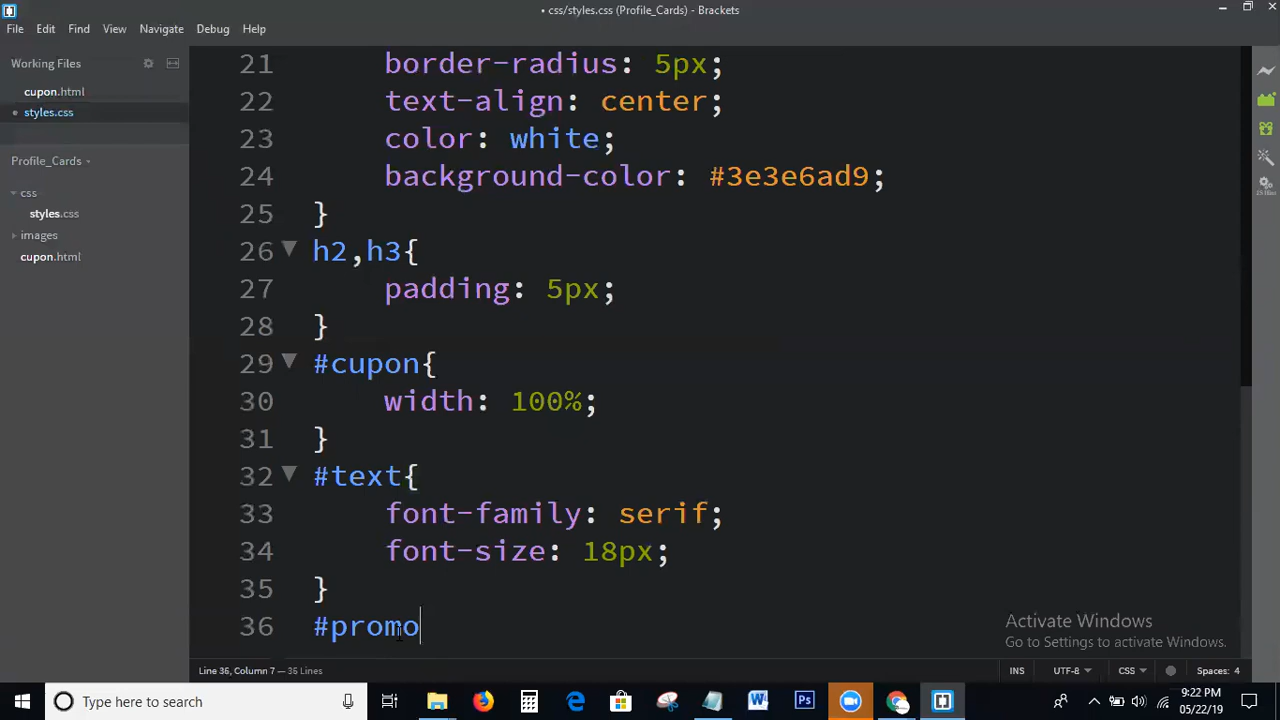 • css/styles.css (Profile_Cards) - Brackets
File Edit Find View Navigate Debug Help
Working Files
cupon.html
• styles.css
Profile_Cards
css
styles.css
images
cupon.html
21 border-radius: 5px;
22 text-align: center;
23 color: white;
24 background-color: #3e3e6ad9;
25 }
26 h2,h3{
27 padding: 5px;
28 }
29 #cupon{
30 width: 100%;
31 }
32 #text{
33 font-family: serif;
34 font-size: 18px;
35 }
36 #promo
Activate Windows
Go to Settings to activate Windows.
Line 36, Column 7 — 36 Lines
INS UTF-8 CSS Spaces: 4
Type here to search
9:22 PM
05/22/19